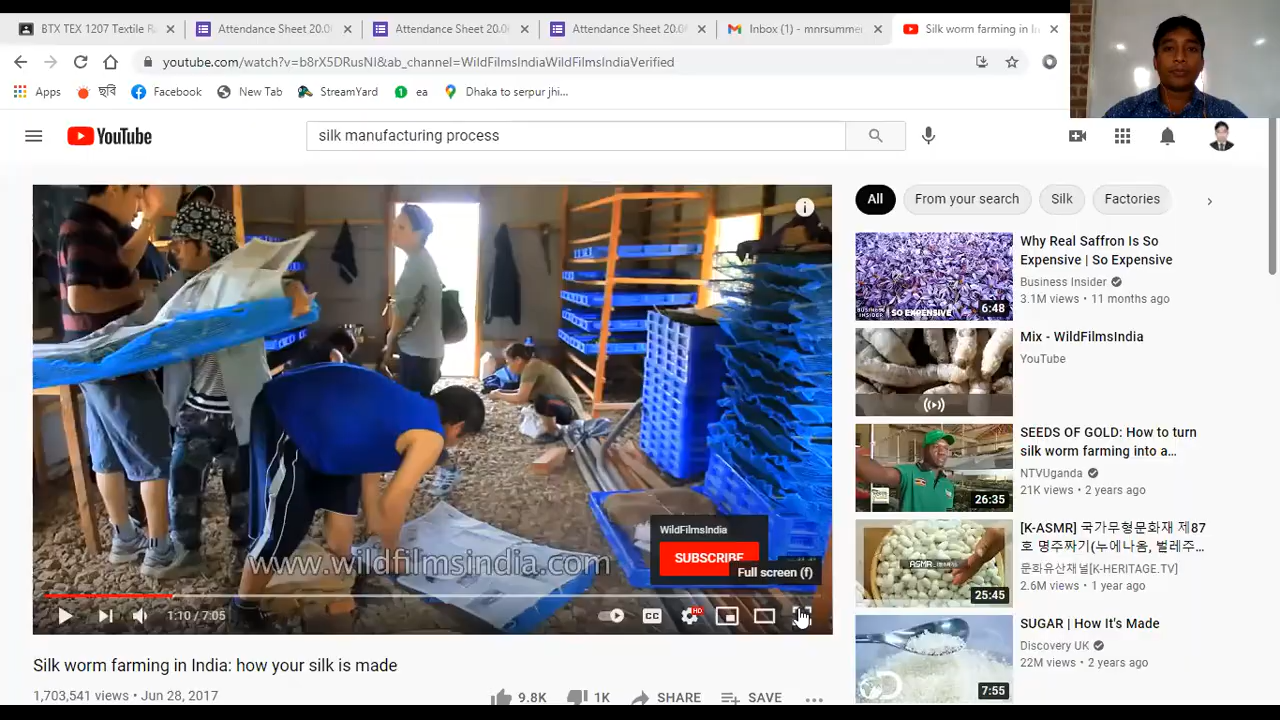 BTX TEX 1207 Textile R
Attendance Sheet 20.0
Attendance Sheet 20.0
Attendance Sheet 20.0
Inbox (1) - mnrsumme
Silk worm farming in I
youtube.com/watch?v=b8rX5DRusNI&ab_channel=WildFilmsIndiaWildFilmsIndiaVerified
Apps
ছবি
Facebook
New Tab
StreamYard
ea
Dhaka to serpur jhi...
YouTube
silk manufacturing process
All
From your search
Silk
Factories
Why Real Saffron Is So
Expensive | So Expensive
Business Insider
3.1M views • 11 months ago
BUSINESS INSIDER | SO EXPENSIVE
6:48
Mix - WildFilmsIndia
YouTube
SEEDS OF GOLD: How to turn
silk worm farming into a...
NTVUganda
21K views • 2 years ago
26:35
[K-ASMR] 국가무형문화재 제87
호 명주짜기(누에나옴, 벌레주...
문화유산채널[K-HERITAGE.TV]
2.6M views • 1 year ago
ASMR
25:45
SUGAR | How It's Made
Discovery UK
22M views • 2 years ago
7:55
WildFilmsIndia
SUBSCRIBE
Full screen (f)
www.wildfilmsindia.com
1:10 / 7:05
CC
HD
Silk worm farming in India: how your silk is made
1,703,541 views • Jun 28, 2017
9.8K
1K
SHARE
SAVE